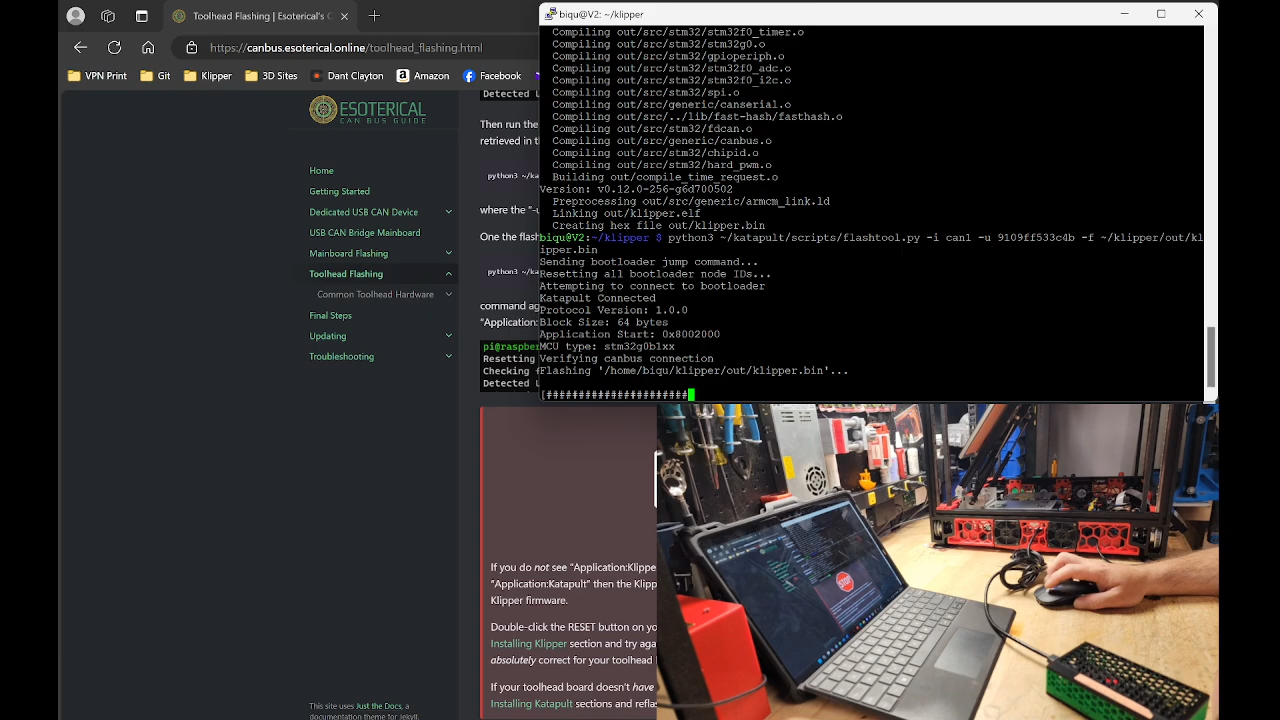 Toolhead Flashing | Esoterical's C
https://canbus.esoterical.online/toolhead_flashing.html
VPN
Git
3D Sites
Don Clayton
Amazon
Facebook
ESOTERICAL
CAN BUS GUIDE
Home
Getting Started
Dedicated USB CAN Device
USB CAN Bridge Mainboard
Toolhead Flashing
Common Toolhead Hardware
Final Steps
Updating
Troubleshooting
This site uses Just the Docs, a
documentation theme for Jekyll.
Detected U
Then run the
retrieved in t
python3 ~/
where the "-u
One the flash
python3 ~/
command ag
"Application:
pi@raspber
Resetting
Checking f
Detected U
If you do not see "Application:Klippe
"Application:Katapult" then the Klipp
Klipper firmware.
Double-click the RESET button on yo
Installing Klipper section and try aga
absolutely correct for your toolhead
If your toolhead board doesn't have
Installing Katapult sections and reflas
biqu@V2: ~/klipper
Compiling out/src/stm32/stm32f0_timer.o
Compiling out/src/stm32/stm32g0.o
Compiling out/src/stm32/gpioperiph.o
Compiling out/src/stm32/stm32f0_adc.o
Compiling out/src/stm32/stm32f0_i2c.o
Compiling out/src/stm32/spi.o
Compiling out/src/generic/canserial.o
Compiling out/src/../lib/fast-hash/fasthash.o
Compiling out/src/stm32/fdcan.o
Compiling out/src/generic/canbus.o
Compiling out/src/stm32/chipid.o
Compiling out/src/stm32/hard_pwm.o
Building out/compile_time_request.o
Version: v0.12.0-256-g6d700502
Preprocessing out/src/generic/armcm_link.ld
Linking out/klipper.elf
Creating hex file out/klipper.bin
biqu@V2:~/klipper $ python3 ~/katapult/scripts/flashtool.py -i can1 -u 9109ff533c4b -f ~/klipper/out/kl
ipper.bin
Sending bootloader jump command...
Resetting all bootloader node IDs...
Attempting to connect to bootloader
Katapult Connected
Protocol Version: 1.0.0
Block Size: 64 bytes
Application Start: 0x8002000
MCU type: stm32g0b1xx
Verifying canbus connection
Flashing '/home/biqu/klipper/out/klipper.bin'...
[######################
STOP